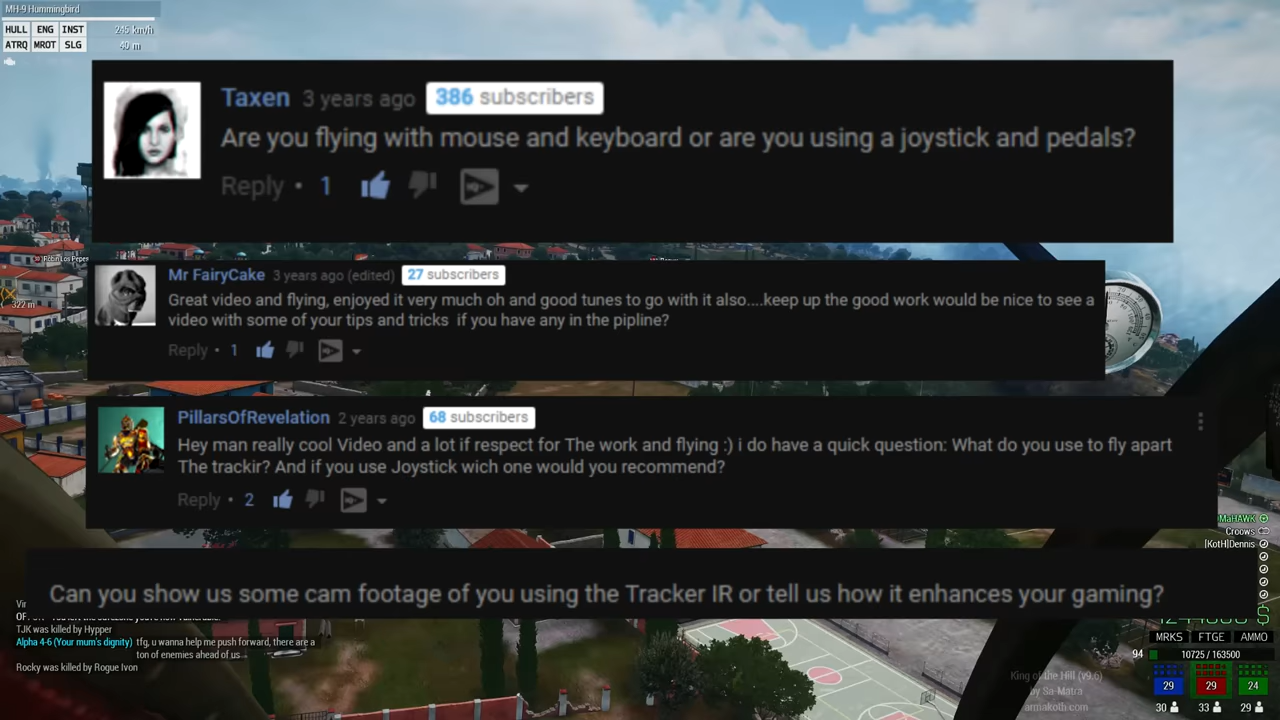 MH-9 Hummingbird
HULL ENG INST 245 km/h
ATRQ MROT SLG 40 m
Taxen 3 years ago 386 subscribers
Are you flying with mouse and keyboard or are you using a joystick and pedals?
Reply • 1
Robin Los Pepes
322 m
Mr FairyCake 3 years ago (edited) 27 subscribers
Great video and flying, enjoyed it very much oh and good tunes to go with it also....keep up the good work would be nice to see a
video with some of your tips and tricks if you have any in the pipline?
Reply • 1
PillarsOfRevelation 2 years ago 68 subscribers
Hey man really cool Video and a lot if respect for The work and flying :) i do have a quick question: What do you use to fly apart
The trackir? And if you use Joystick wich one would you recommend?
Reply • 2
MaHAWK
Croows
[KotH]Dennis
Can you show us some cam footage of you using the Tracker IR or tell us how it enhances your gaming?
TJK was killed by Hypper
Alpha 4-6 (Your mum's dignity) tfg, u wanna help me push forward, there are a
ton of enemies ahead of us
Rocky was killed by Rogue Ivon
MRKS FTGE AMMO
94 10725 / 163500
29 29 24
30 33 29
King of the Hill (v9.6)
by Sa-Matra
armakoth.com